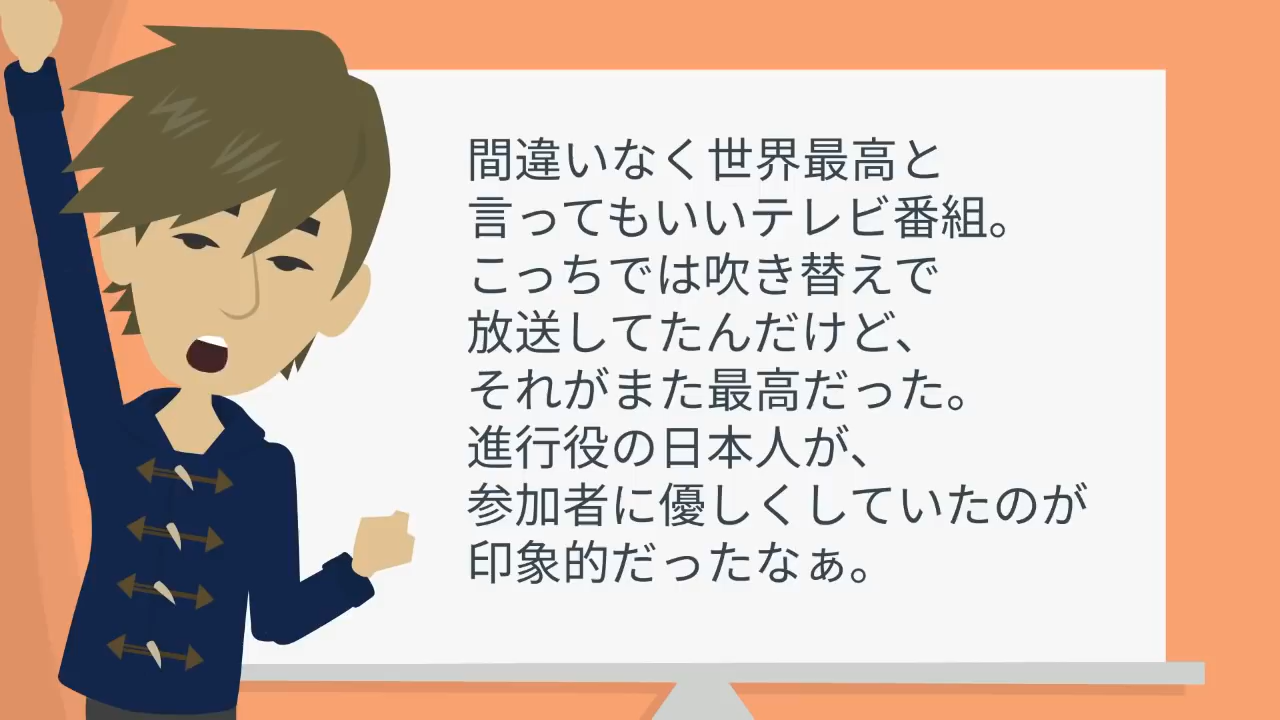 間違いなく世界最高と
言ってもいいテレビ番組。
こっちでは吹き替えで
放送してたんだけど、
それがまた最高だった。
進行役の日本人が、
参加者に優しくしていたのが
印象的だったなぁ。